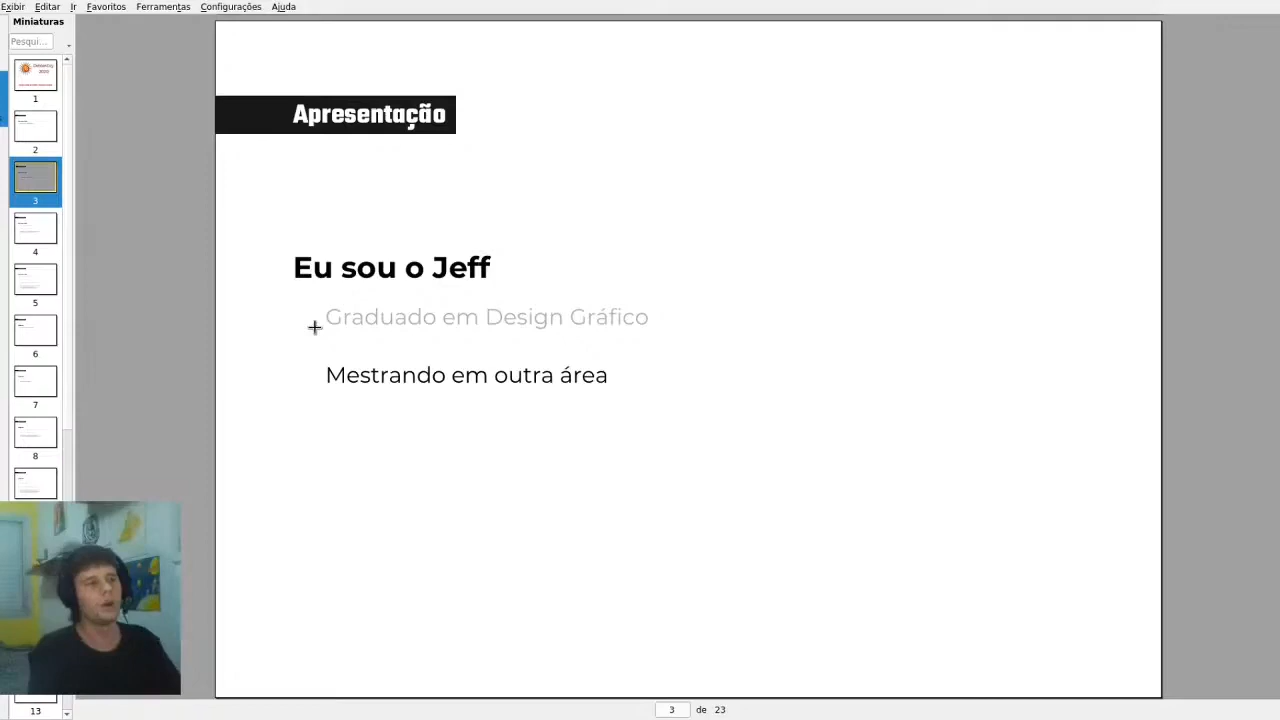 Exibir Editar Ir Favoritos Ferramentas Configurações Ajuda
Miniaturas
Pesqui...
1
2
3
4
5
6
7
8
13
Apresentação
Eu sou o Jeff
Graduado em Design Gráfico
Mestrando em outra área
3 de 23